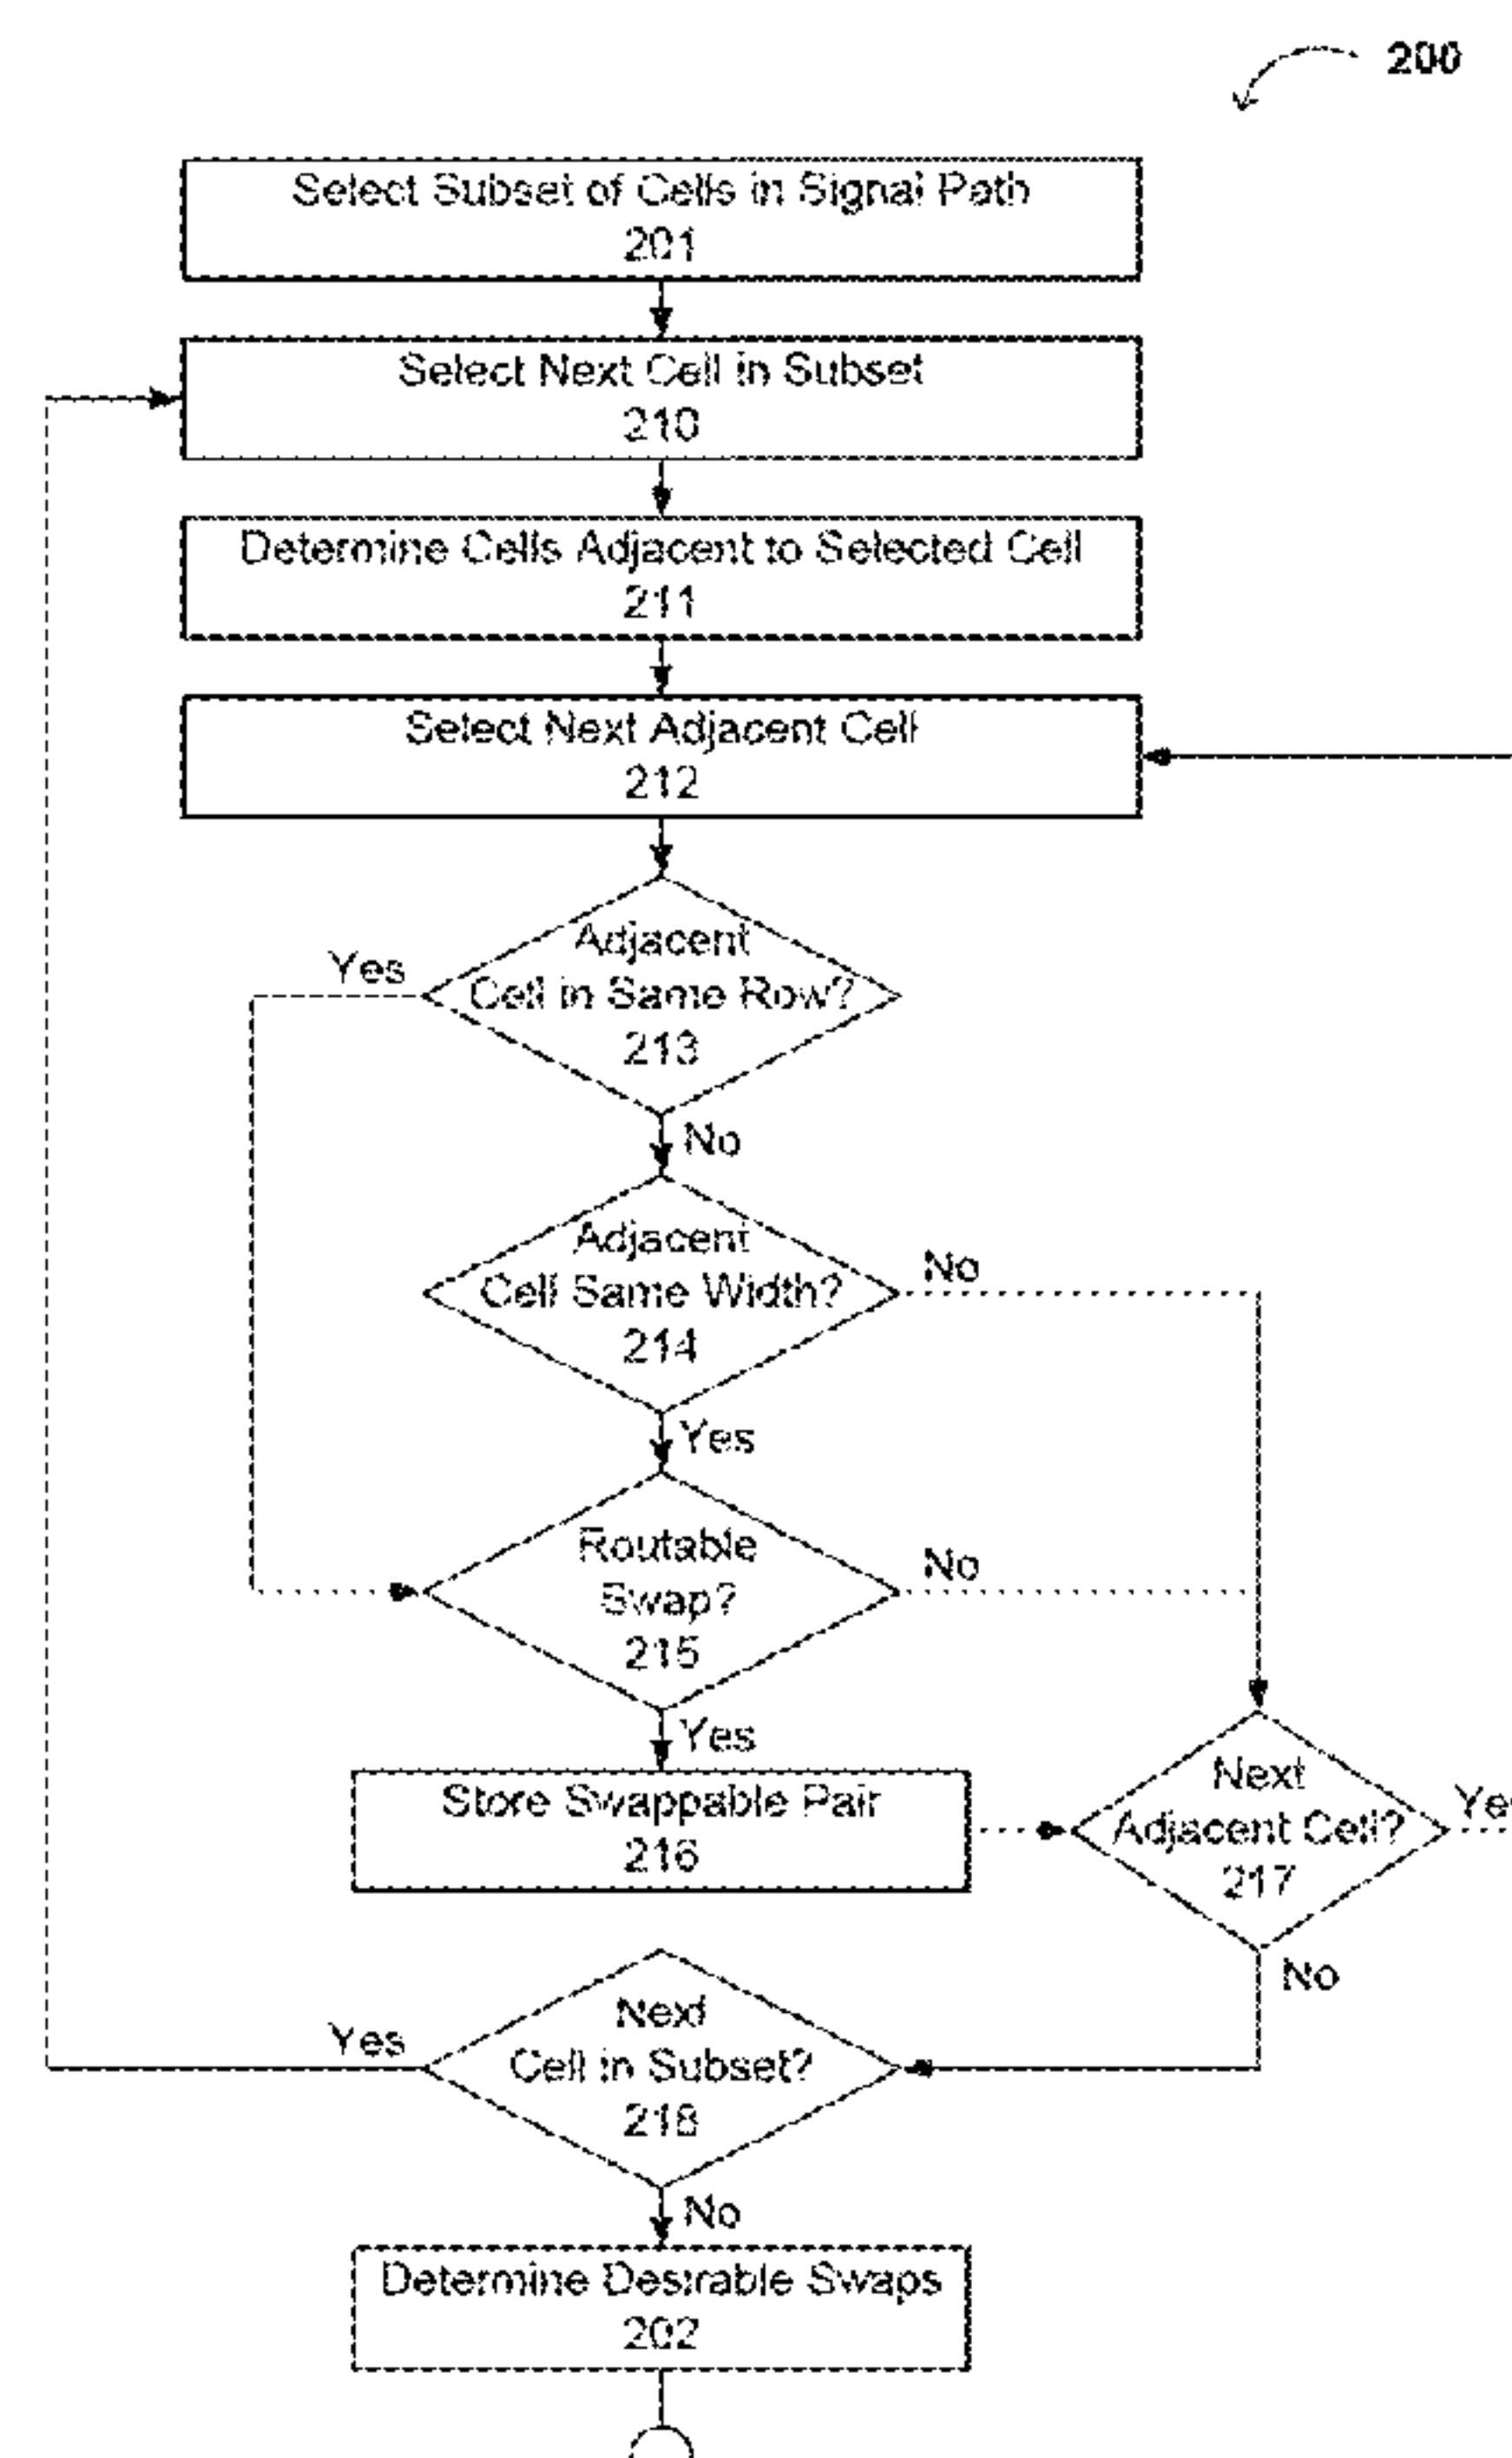 200
Select Subset of Cells in Signal Path
201
Select Next Cell in Subset
210
Determine Cells Adjacent to Selected Cell
211
Select Next Adjacent Cell
212
Adjacent
Cell in Same Row?
213
Yes
No
Adjacent
Cell Same Width?
214
No
Yes
Routable
Swap?
215
No
Yes
Store Swappable Pair
216
Next
Adjacent Cell?
217
Yes
No
Next
Cell in Subset?
218
Yes
No
Determine Desirable Swaps
202